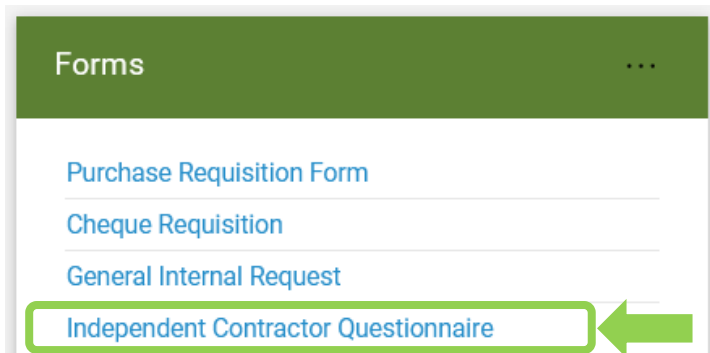 Forms
Purchase Requisition Form
Cheque Requisition
General Internal Request
Independent Contractor Questionnaire